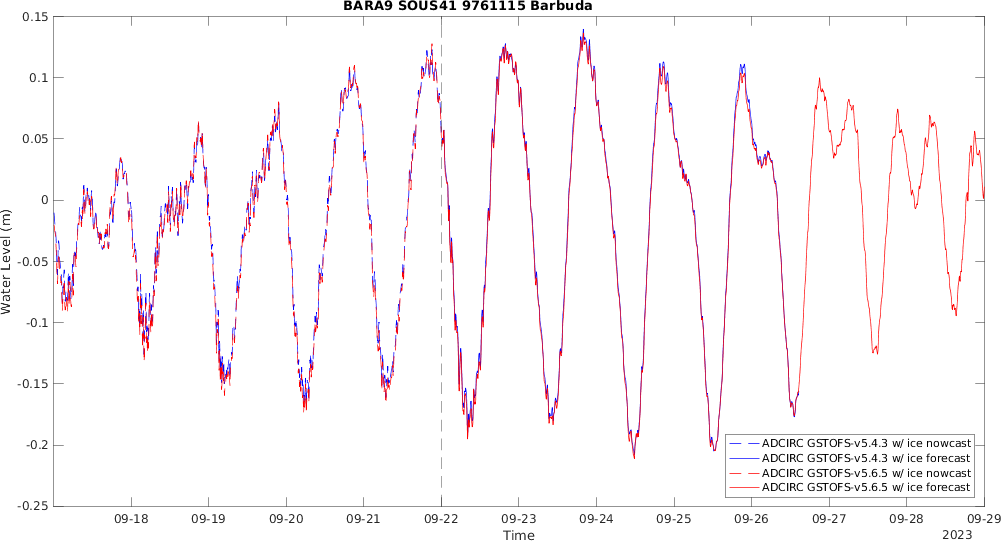 BARA9 SOUS41 9761115 Barbuda
0.15
0.1
0.05
0
-0.05
-0.1
-0.15
-0.2
-0.25
Water Level (m)
ADCIRC GSTOFS-v5.4.3 w/ ice nowcast
ADCIRC GSTOFS-v5.4.3 w/ ice forecast
ADCIRC GSTOFS-v5.6.5 w/ ice nowcast
ADCIRC GSTOFS-v5.6.5 w/ ice forecast
09-18 09-19 09-20 09-21 09-22 09-23 09-24 09-25 09-26 09-27 09-28 09-29
Time
2023